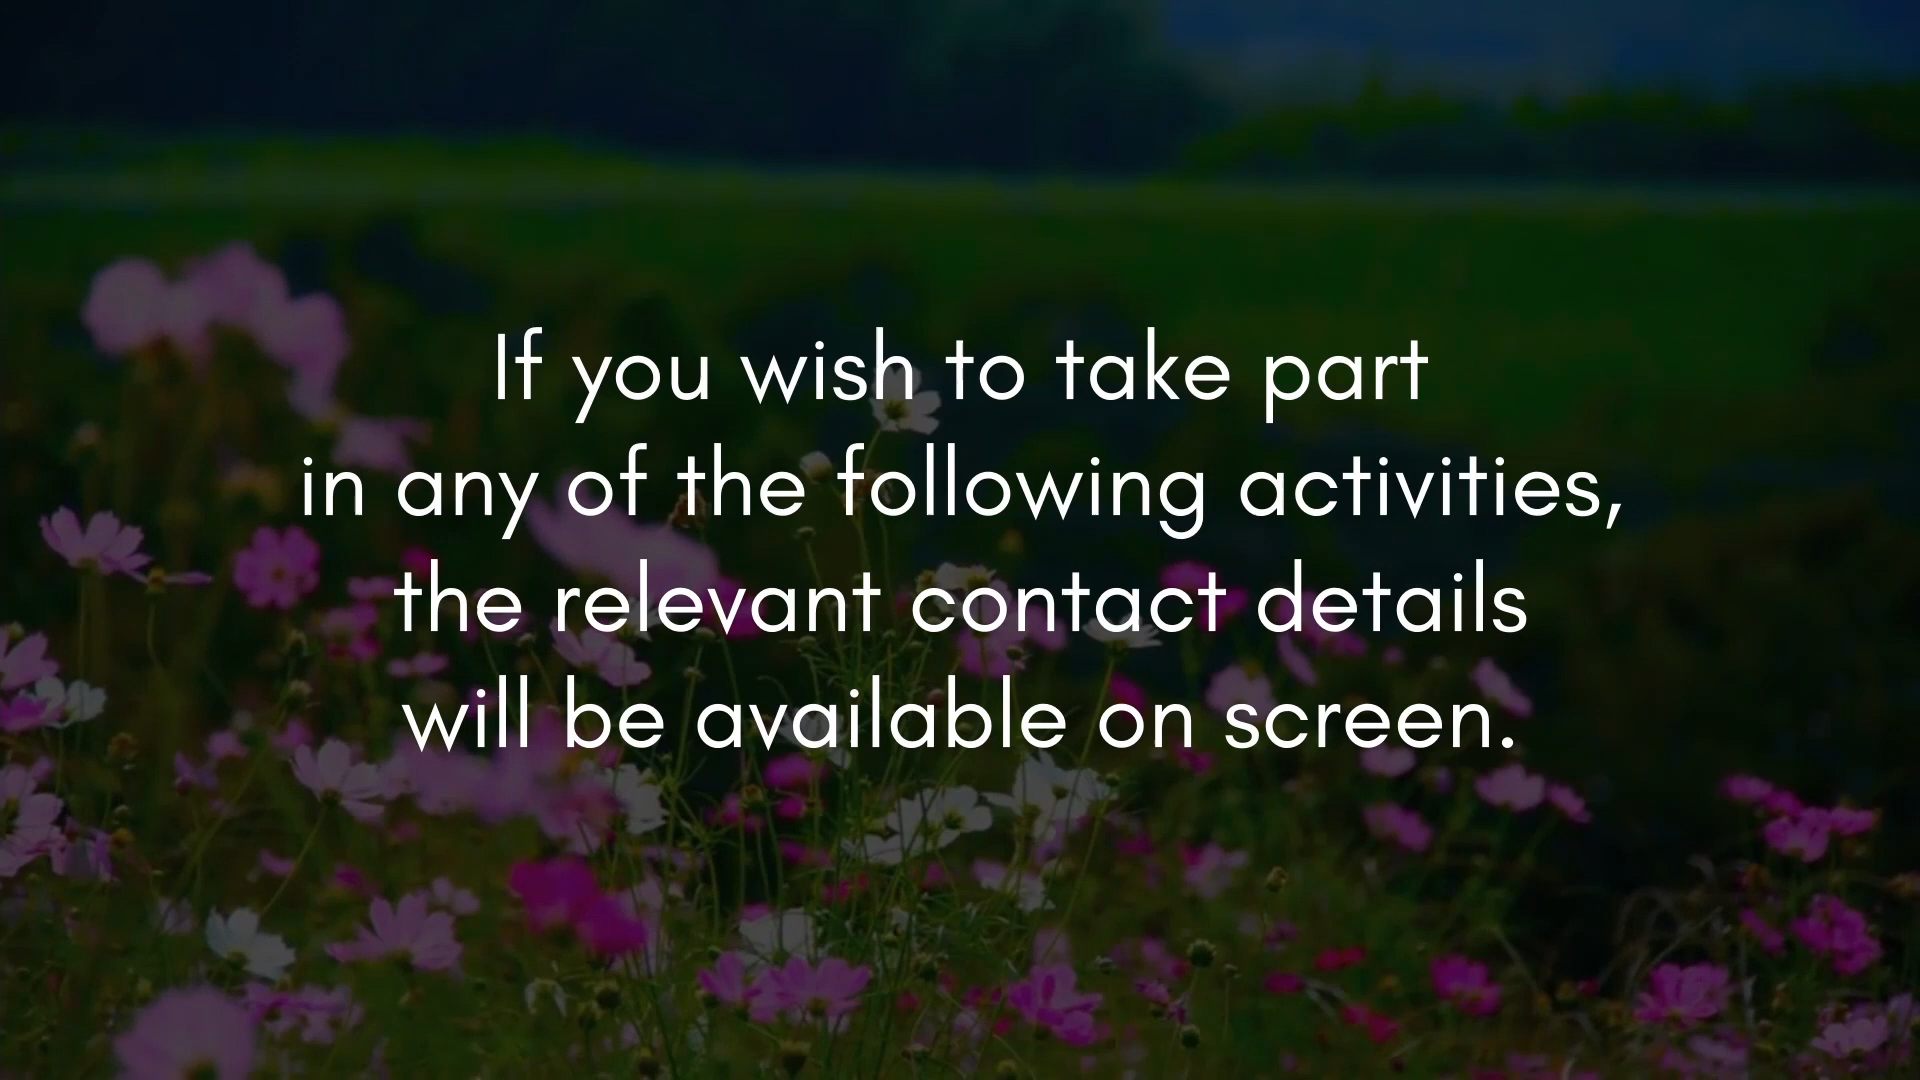 If you wish to take part
in any of the following activities,
the relevant contact details
will be available on screen.